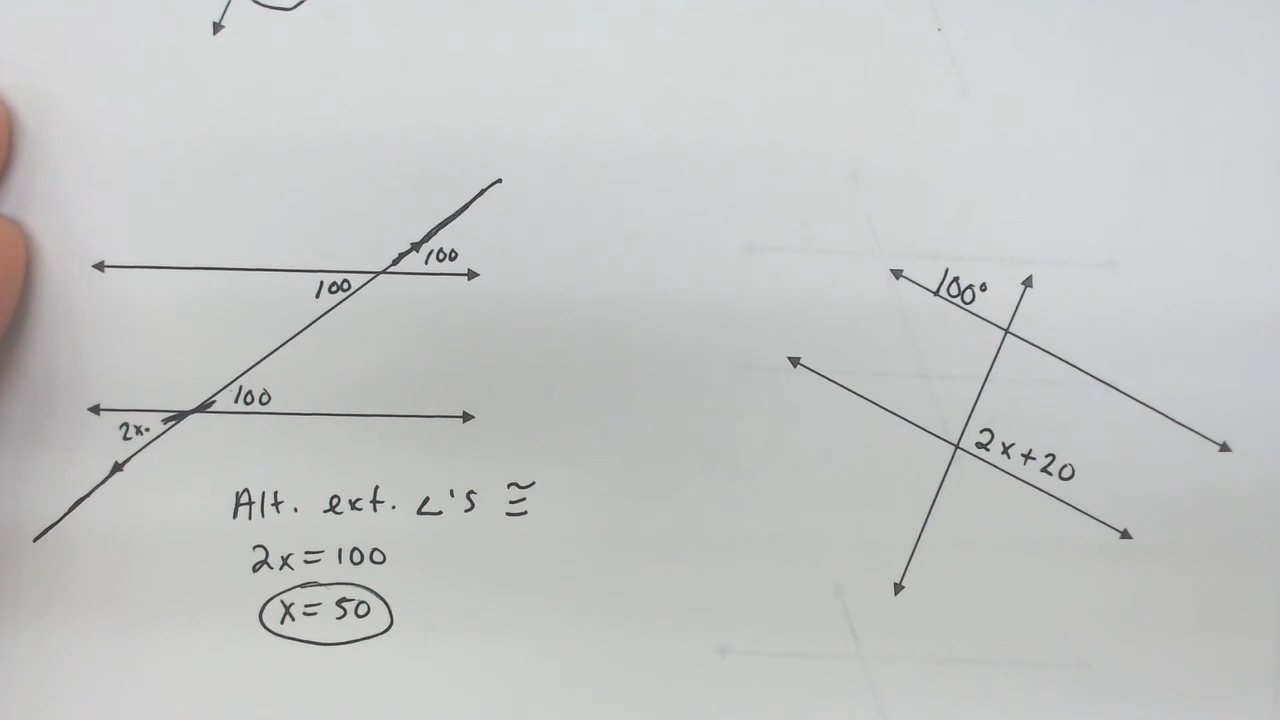 100
100
100
2x.
Alt. ext. ∠'s ≅
2x = 100
x = 50
100°
2x+20